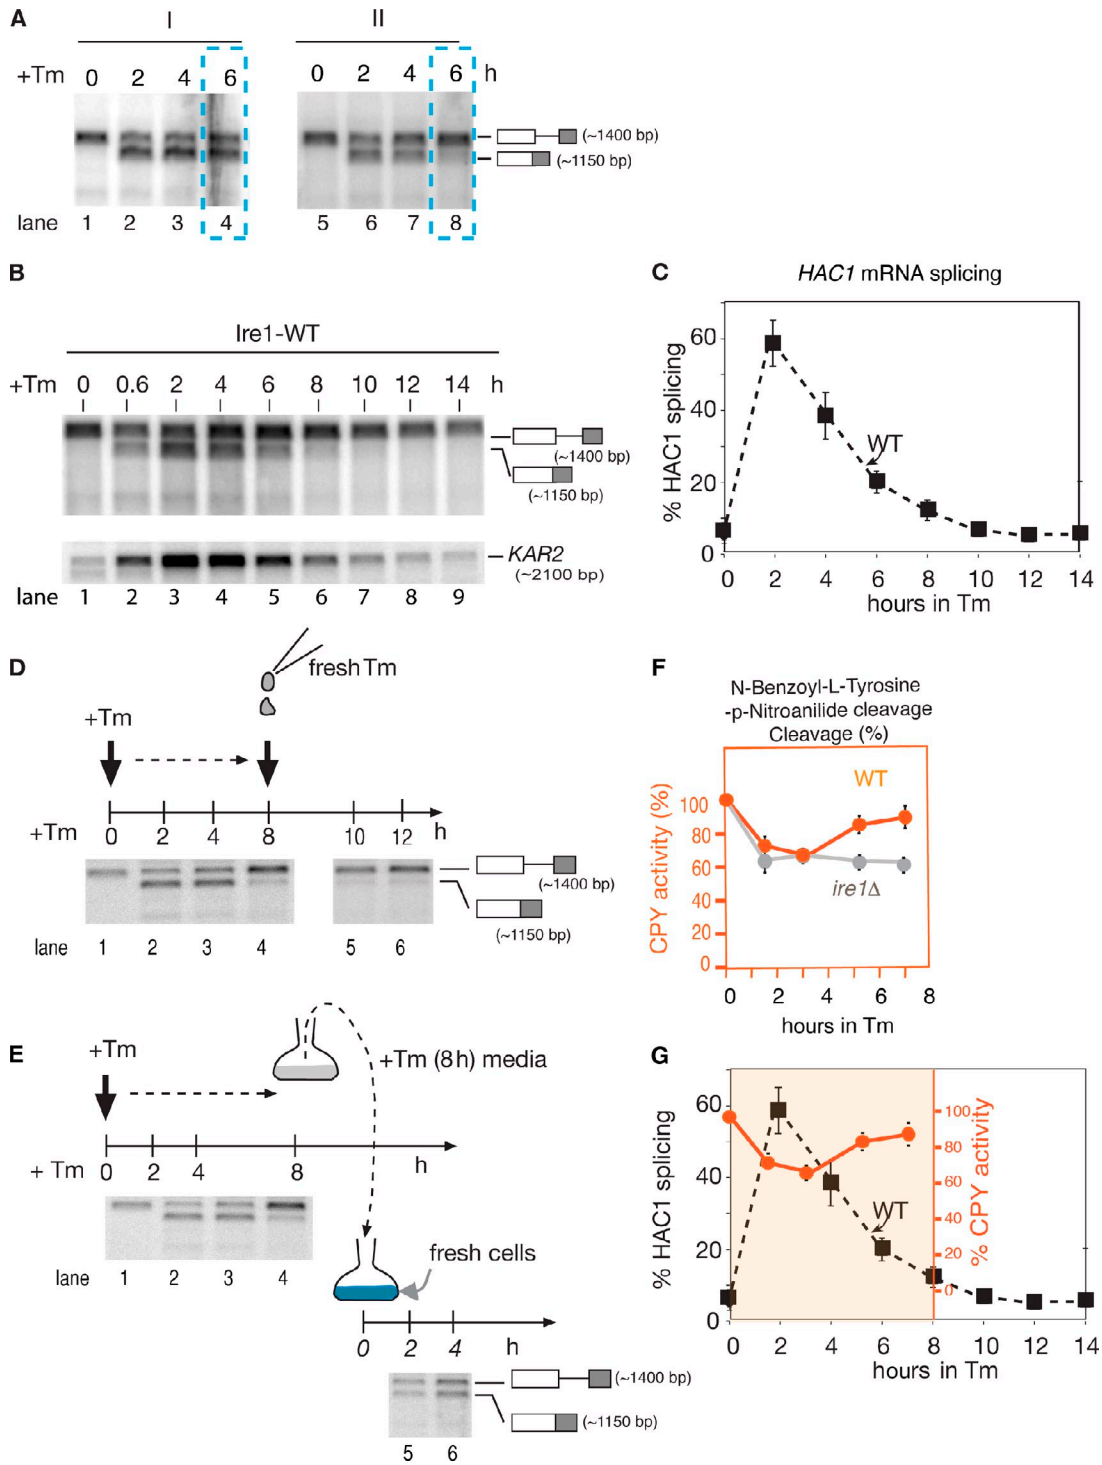 A
I
II
+Tm 0 2 4 6 0 2 4 6 h
(~1400 bp)
(~1150 bp)
lane 1 2 3 4 5 6 7 8
B
Ire1-WT
+Tm 0 0.6 2 4 6 8 10 12 14 h
(~1400 bp)
(~1150 bp)
KAR2
(~2100 bp)
lane 1 2 3 4 5 6 7 8 9
C
HAC1 mRNA splicing
% HAC1 splicing
60
40
20
0
WT
0 2 4 6 8 10 12 14
hours in Tm
D
fresh Tm
+Tm
+Tm 0 2 4 8 10 12 h
(~1400 bp)
(~1150 bp)
lane 1 2 3 4 5 6
F
N-Benzoyl-L-Tyrosine
-p-Nitroanilide cleavage
Cleavage (%)
CPY activity (%)
100
80
60
40
20
0
WT
ire1Δ
0 2 4 6 8
hours in Tm
E
+Tm
+Tm (8 h) media
+ Tm 0 2 4 8 h
lane 1 2 3 4
fresh cells
0 2 4 h
(~1400 bp)
(~1150 bp)
5 6
G
% HAC1 splicing
60
40
20
0
WT
100
80
60
40
20
0
% CPY activity
0 2 4 6 8 10 12 14
hours in Tm